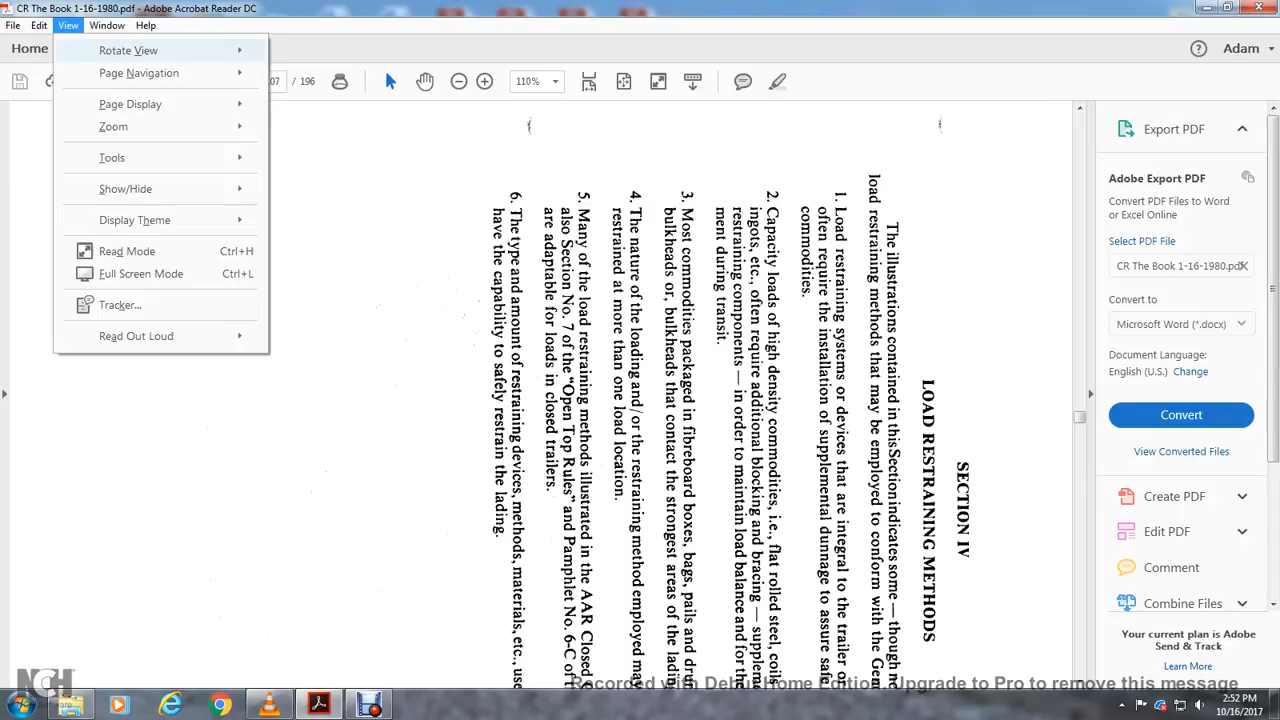 CR The Book 1-16-1980.pdf - Adobe Acrobat Reader DC
File Edit View Window Help
Home
Adam
07 / 196
110%
Rotate View
Page Navigation
Page Display
Zoom
Tools
Show/Hide
Display Theme
Read Mode Ctrl+H
Full Screen Mode Ctrl+L
Tracker...
Read Out Loud
SECTION IV
LOAD RESTRAINING METHODS
The illustrations contained in this Section indicates some — though
load restraining methods that may be employed to conform with the
1. Load restraining systems or devices that are integral to the trailer
often require the installation of supplemental dunnage to assure
commodities.
2. Capacity loads of high density commodities, i.e., flat rolled steel,
ingots, etc., often require additional blocking and bracing —
restraining components — in order to maintain load balance and for
ment during transit.
3. Most commodities packaged in fibreboard boxes, bags, pails and
bulkheads or, bulkheads that contact the strongest areas of the
4. The nature of the loading and/or the restraining method employed
restrained at more than one load location.
5. Many of the load restraining methods illustrated in the AAR Closed
also Section No. 7 of the "Open Top Rules" and Pamphlet No. 6-C of
are adaptable for loads in closed trailers.
6. The type and amount of restraining devices, methods, materials, etc.,
have the capability to safely restrain the lading.
Export PDF
Adobe Export PDF
Convert PDF Files to Word
or Excel Online
Select PDF File
CR The Book 1-16-1980.pdf
Convert to
Microsoft Word (*.docx)
Document Language:
English (U.S.) Change
Convert
View Converted Files
Create PDF
Edit PDF
Comment
Combine Files
Your current plan is Adobe
Send & Track
Learn More
NCH
Software
Recorded with Debut Home Edition. Upgrade to Pro to remove this message
2:52 PM
10/16/2017